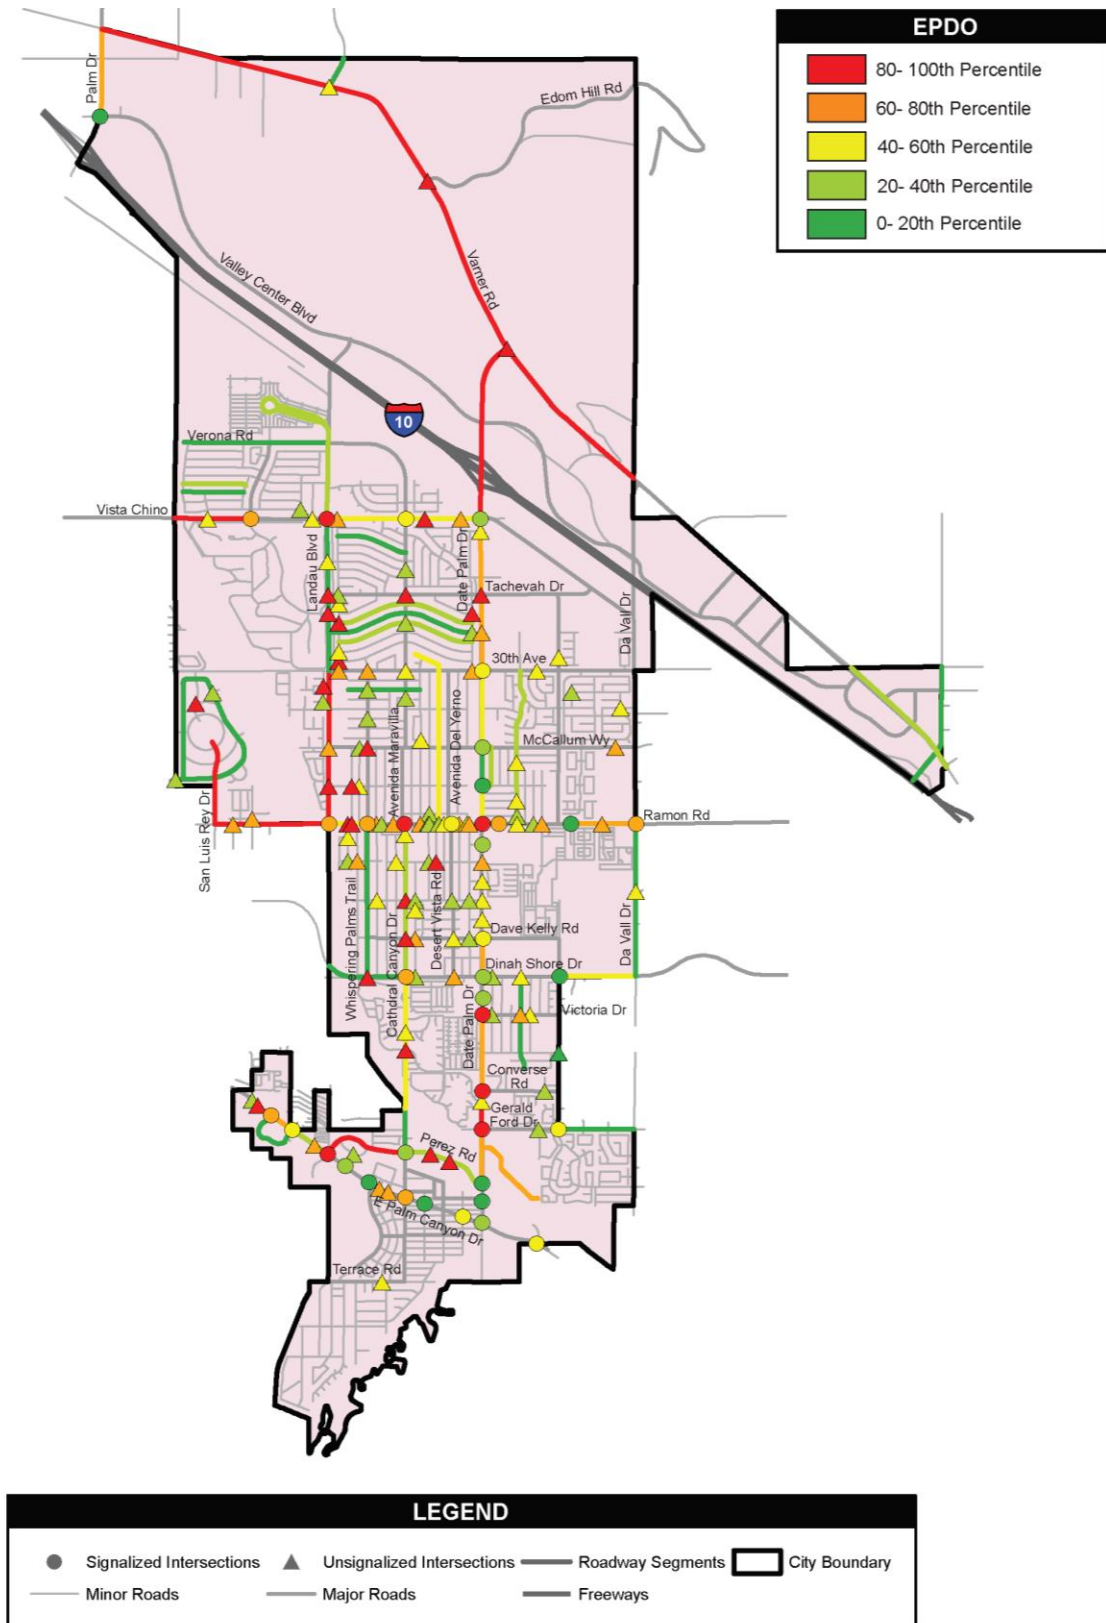 EPDO
80- 100th Percentile
60- 80th Percentile
40- 60th Percentile
20- 40th Percentile
0- 20th Percentile
Palm Dr
Edom Hill Rd
Varner Rd
Valley Center Blvd
10
Verona Rd
Vista Chino
Landau Blvd
Date Palm Dr
Tachevah Dr
Da Vall Dr
30th Ave
Avenida Maravilla
Avenida Del Yerno
McCallum Wy
San Luis Rey Dr
Ramon Rd
Whispering Palms Trail
Cathdral Canyon Dr
Desert Vista Rd
Dave Kelly Rd
Da Vall Dr
Dinah Shore Dr
Date Palm Dr
Victoria Dr
Converse
Rd
Gerald
Ford Dr
Perez Rd
E Palm Canyon Dr
Terrace Rd
LEGEND
Signalized Intersections
Unsignalized Intersections
Roadway Segments
City Boundary
Minor Roads
Major Roads
Freeways